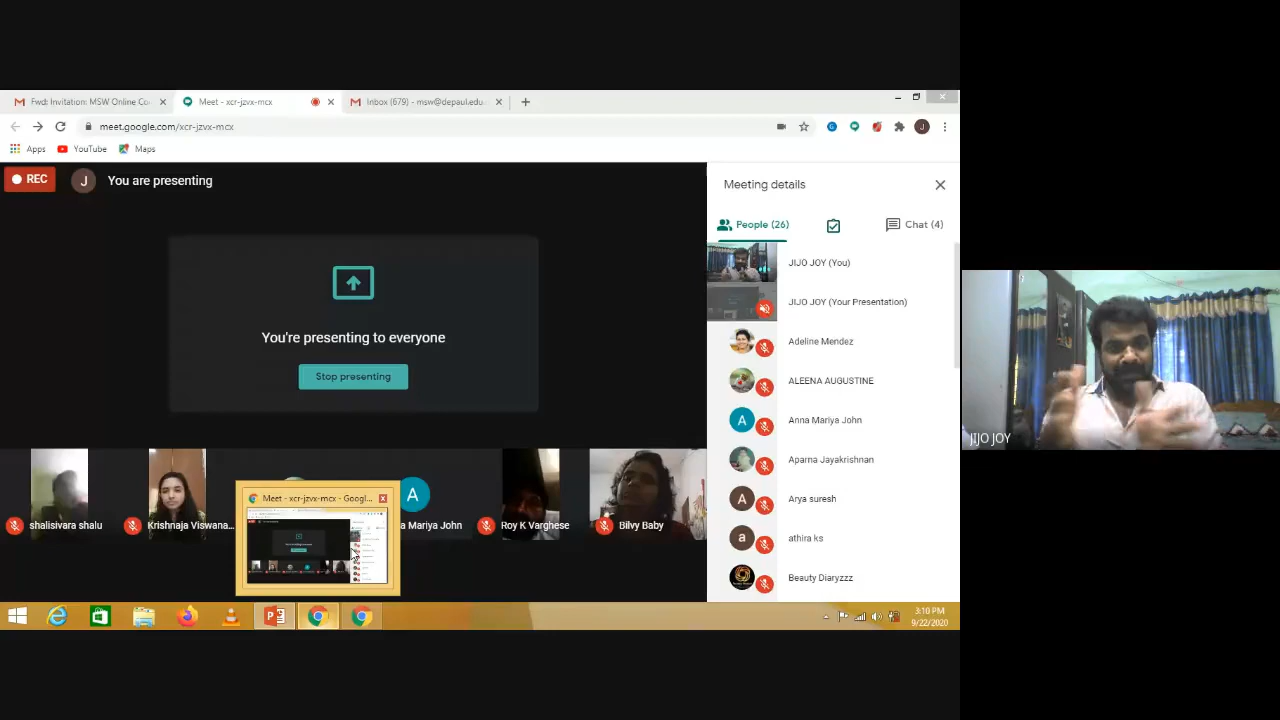 Fwd: Invitation: MSW Online Co
Meet - xcr-jzvx-mcx
Inbox (679) - msw@depaul.edu
meet.google.com/xcr-jzvx-mcx
J
Apps
YouTube
Maps
REC
J
You are presenting
Meeting details
People (26)
Chat (4)
You're presenting to everyone
Stop presenting
JIJO JOY (You)
JIJO JOY (Your Presentation)
Adeline Mendez
ALEENA AUGUSTINE
A
Anna Mariya John
Aparna Jayakrishnan
A
Arya suresh
a
athira ks
Beauty Diaryzzz
JIJO JOY
shalisivara shalu
Krishnaja Viswana...
A
a Mariya John
Roy K Varghese
Bilvy Baby
Meet - xcr-jzvx-mcx - Googl...
3:10 PM
9/22/2020